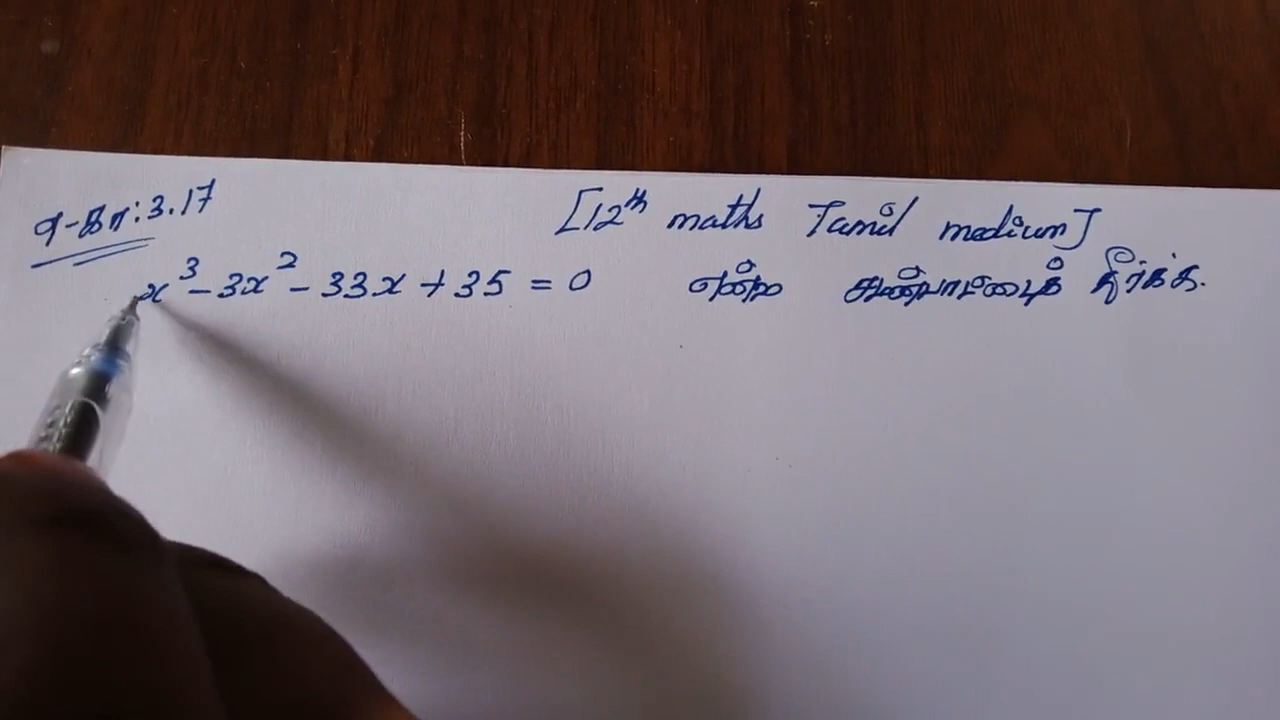 எ-கா: 3.17
[12th maths Tamil medium]
x³ - 3x² - 33x + 35 = 0 என்ற சமன்பாட்டைத் தீர்க்க.